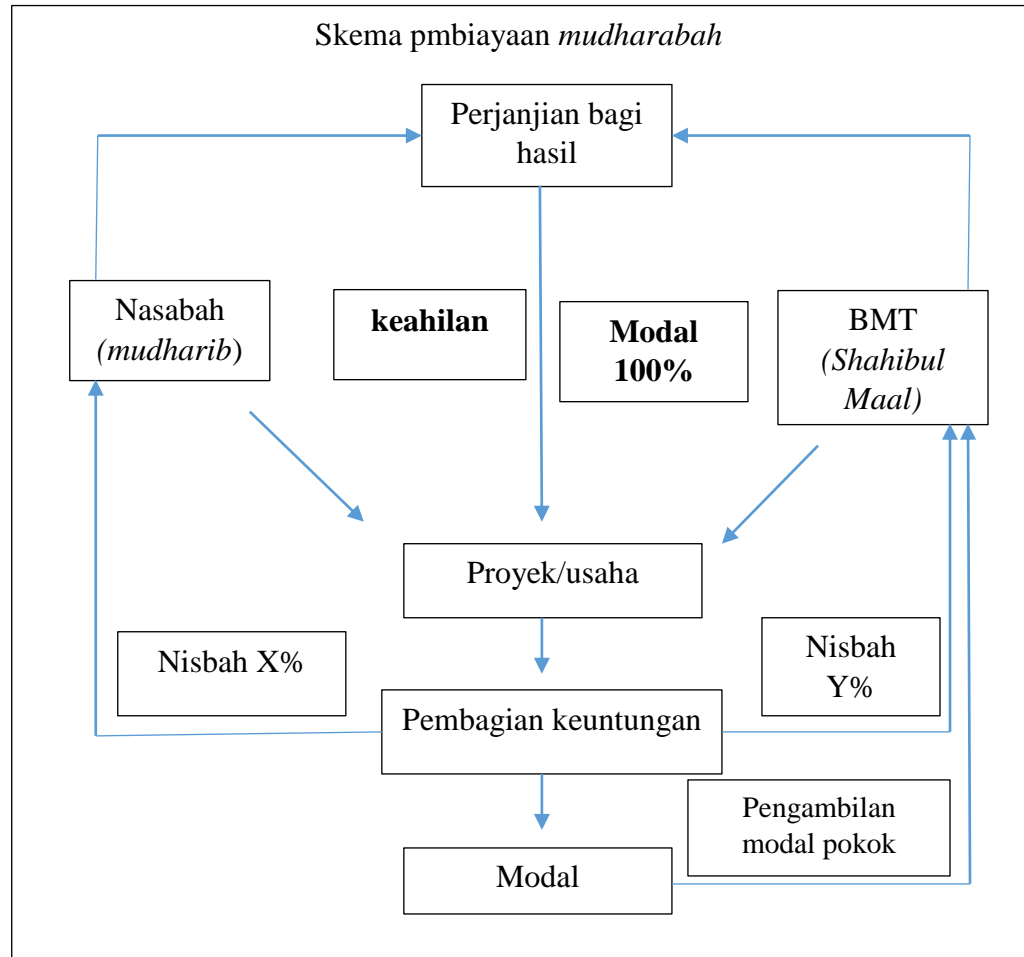 Skema pmbiayaan mudharabah
Perjanjian bagi
hasil
Nasabah
(mudharib)
keahilan
Modal
100%
BMT
(Shahibul
Maal)
Proyek/usaha
Nisbah X%
Nisbah
Y%
Pembagian keuntungan
Pengambilan
modal pokok
Modal